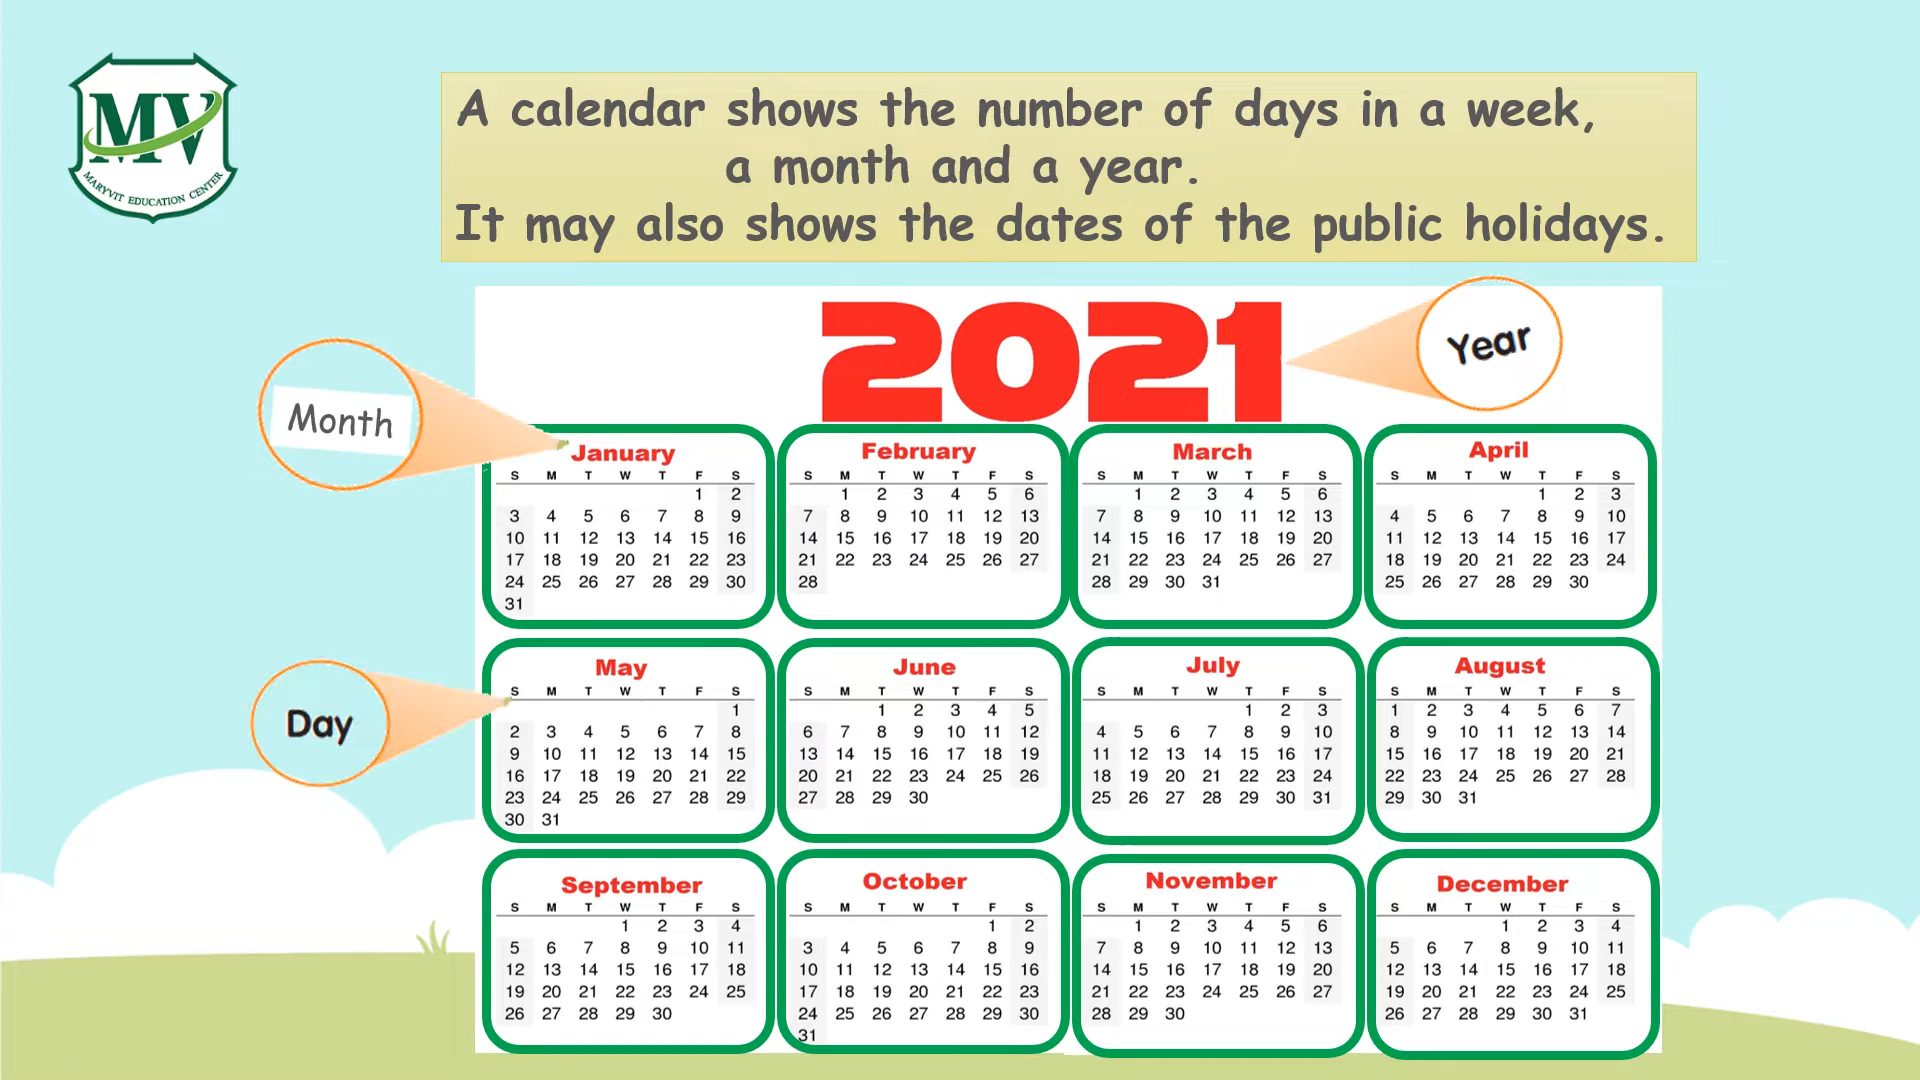 MV
MARYVIT EDUCATION CENTER
A calendar shows the number of days in a week,
a month and a year.
It may also shows the dates of the public holidays.
2021
Year
Month
January
S M T W T F S
1 2
3 4 5 6 7 8 9
10 11 12 13 14 15 16
17 18 19 20 21 22 23
24 25 26 27 28 29 30
31
February
S M T W T F S
1 2 3 4 5 6
7 8 9 10 11 12 13
14 15 16 17 18 19 20
21 22 23 24 25 26 27
28
March
S M T W T F S
1 2 3 4 5 6
7 8 9 10 11 12 13
14 15 16 17 18 19 20
21 22 23 24 25 26 27
28 29 30 31
April
S M T W T F S
1 2 3
4 5 6 7 8 9 10
11 12 13 14 15 16 17
18 19 20 21 22 23 24
25 26 27 28 29 30
Day
May
S M T W T F S
1
2 3 4 5 6 7 8
9 10 11 12 13 14 15
16 17 18 19 20 21 22
23 24 25 26 27 28 29
30 31
June
S M T W T F S
1 2 3 4 5
6 7 8 9 10 11 12
13 14 15 16 17 18 19
20 21 22 23 24 25 26
27 28 29 30
July
S M T W T F S
1 2 3
4 5 6 7 8 9 10
11 12 13 14 15 16 17
18 19 20 21 22 23 24
25 26 27 28 29 30 31
August
S M T W T F S
1 2 3 4 5 6 7
8 9 10 11 12 13 14
15 16 17 18 19 20 21
22 23 24 25 26 27 28
29 30 31
September
S M T W T F S
1 2 3 4
5 6 7 8 9 10 11
12 13 14 15 16 17 18
19 20 21 22 23 24 25
26 27 28 29 30
October
S M T W T F S
1 2
3 4 5 6 7 8 9
10 11 12 13 14 15 16
17 18 19 20 21 22 23
24 25 26 27 28 29 30
31
November
S M T W T F S
1 2 3 4 5 6
7 8 9 10 11 12 13
14 15 16 17 18 19 20
21 22 23 24 25 26 27
28 29 30
December
S M T W T F S
1 2 3 4
5 6 7 8 9 10 11
12 13 14 15 16 17 18
19 20 21 22 23 24 25
26 27 28 29 30 31